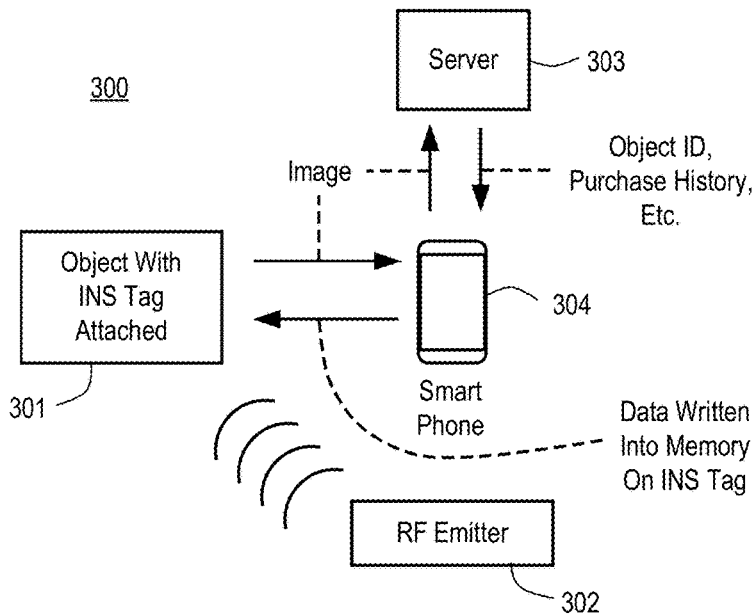 300
Server
303
Image
Object ID,
Purchase History,
Etc.
Object With
INS Tag
Attached
301
304
Smart
Phone
Data Written
Into Memory
On INS Tag
RF Emitter
302